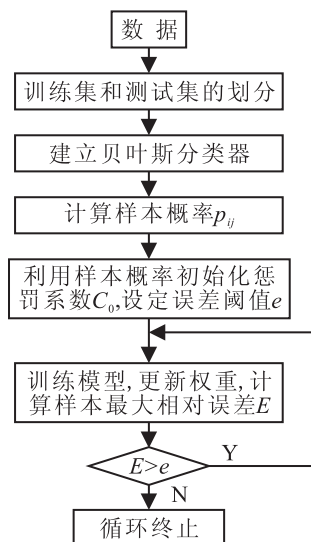 数据
训练集和测试集的划分
建立贝叶斯分类器
计算样本概率p_{ij}
利用样本概率初始化惩
罚系数C_0,设定误差阈值e
训练模型,更新权重,计
算样本最大相对误差E
E>e
Y
N
循环终止